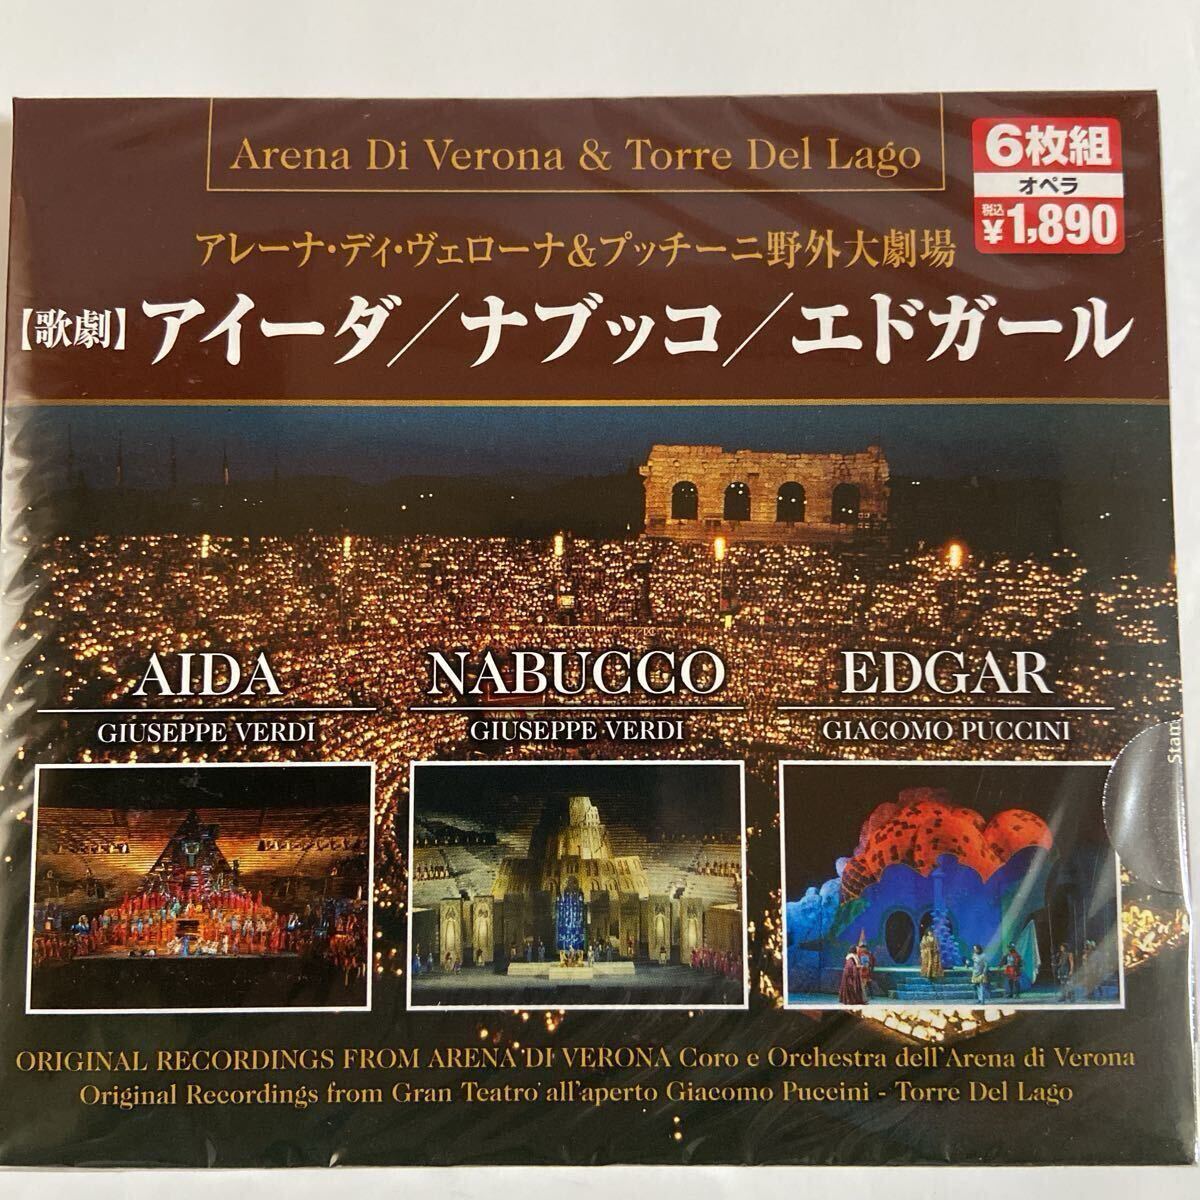 Arena Di Verona & Torre Del Lago
6枚組
オペラ
税込 ¥1,890
アレーナ・ディ・ヴェローナ&プッチーニ野外大劇場
【歌劇】アイーダ/ナブッコ/エドガール
AIDA
GIUSEPPE VERDI
NABUCCO
GIUSEPPE VERDI
EDGAR
GIACOMO PUCCINI
ORIGINAL RECORDINGS FROM ARENA DI VERONA Coro e Orchestra dell'Arena di Verona
Original Recordings from Gran Teatro all'aperto Giacomo Puccini - Torre Del Lago